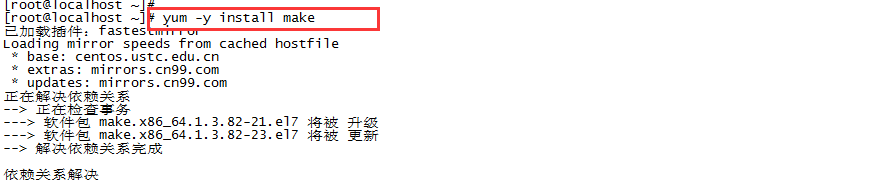 [root@localhost ~]#
[root@localhost ~]# yum -y install make
已加载插件：fastestmirror
Loading mirror speeds from cached hostfile
 * base: centos.ustc.edu.cn
 * extras: mirrors.cn99.com
 * updates: mirrors.cn99.com
正在解决依赖关系
--> 正在检查事务
---> 软件包 make.x86_64.1.3.82-21.el7 将被 升级
---> 软件包 make.x86_64.1.3.82-23.el7 将被 更新
--> 解决依赖关系完成
依赖关系解决